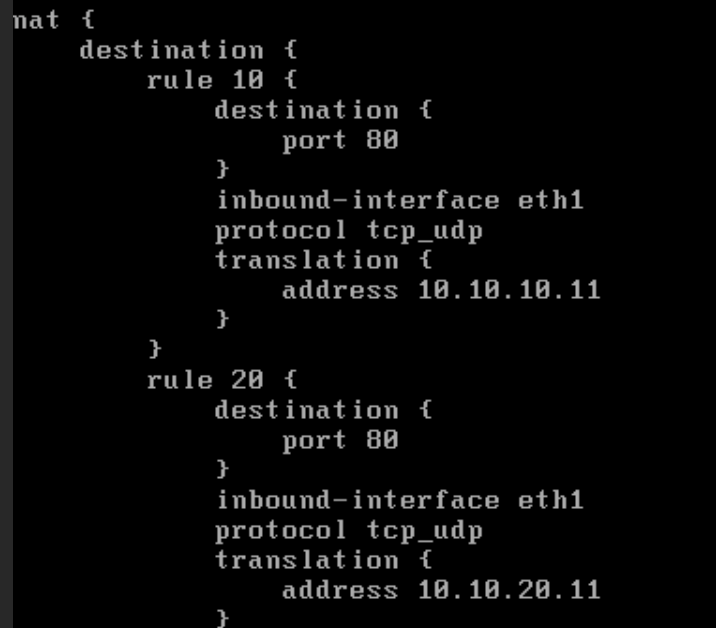 nat {
destination {
rule 10 {
destination {
port 80
}
inbound-interface eth1
protocol tcp_udp
translation {
address 10.10.10.11
}
}
rule 20 {
destination {
port 80
}
inbound-interface eth1
protocol tcp_udp
translation {
address 10.10.20.11
}